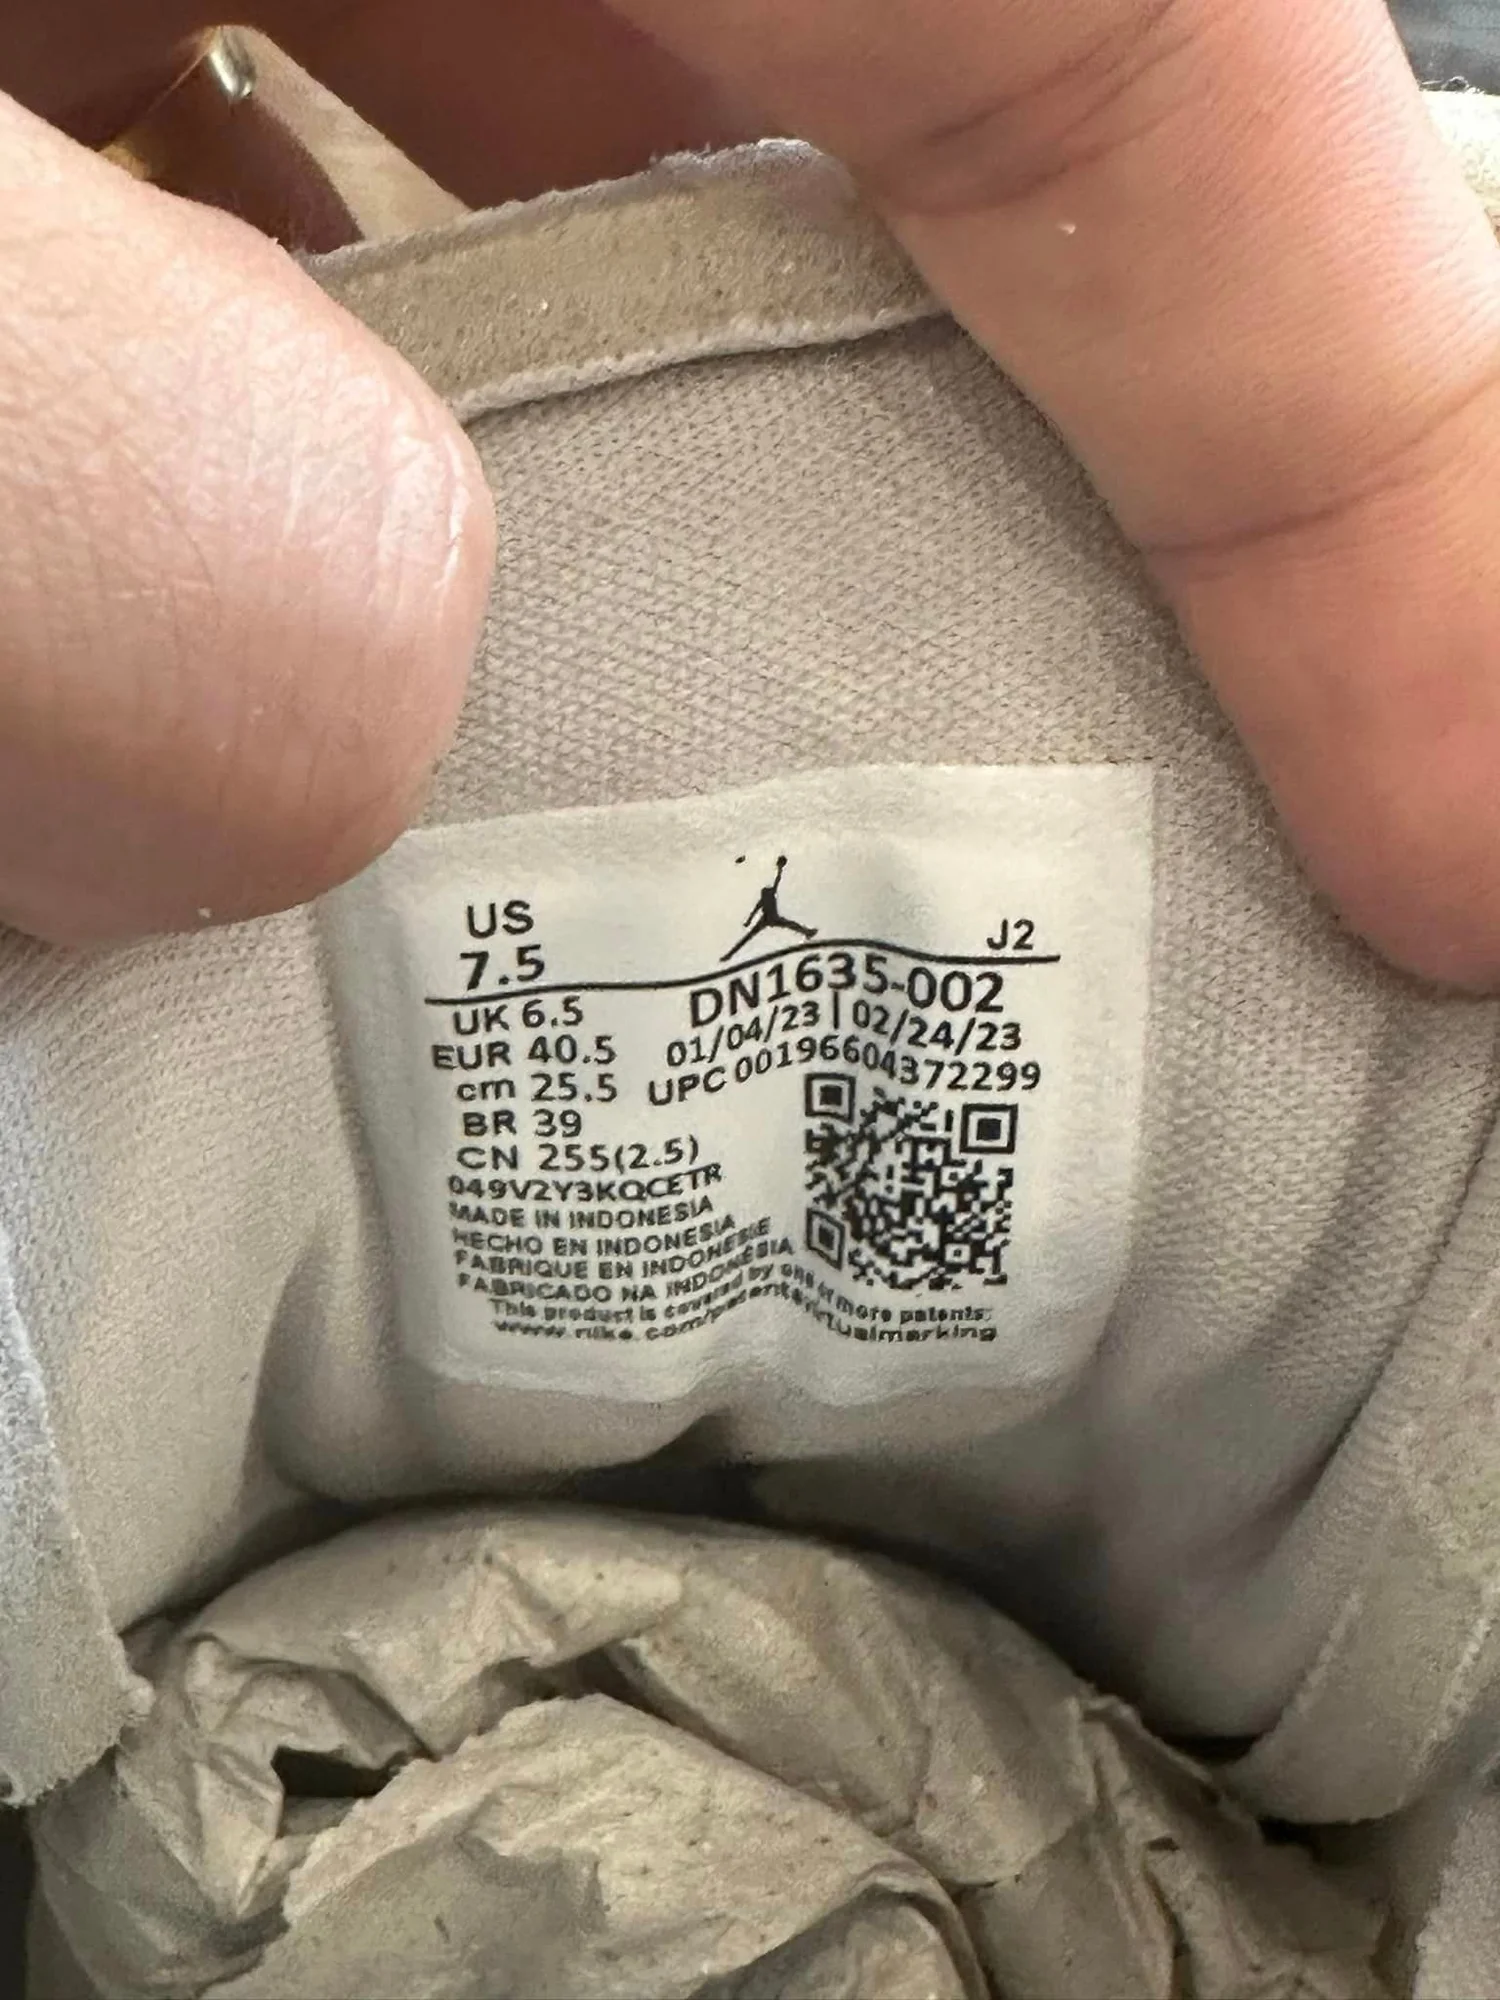 US
7.5
J2
UK 6.5
EUR 40.5
cm 25.5
BR 39
CN 255(2.5)
DN1635-002
01/04/23 | 02/24/23
UPC 00196604372299
049V2Y3KQCETR
MADE IN INDONESIA
HECHO EN INDONESIA
FABRIQUE EN INDONESIE
FABRICADO NA INDONESIA
This product is covered by one or more patents:
www.nike.com/patentsvirtualmarking